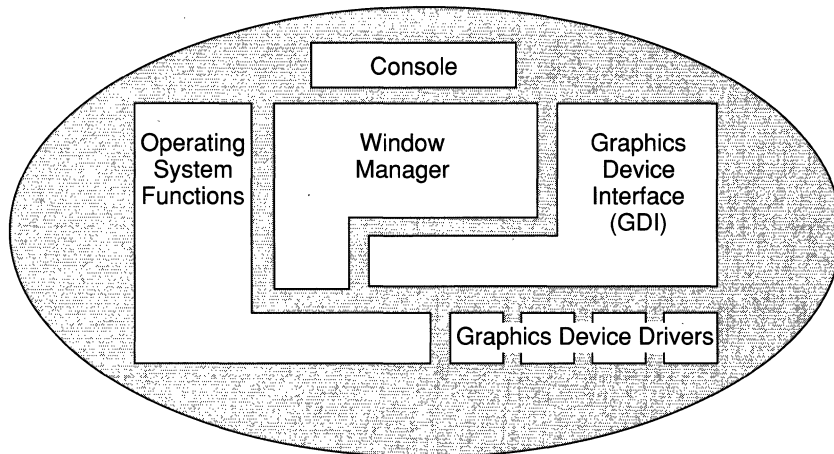 Console
Operating
System
Functions
Window
Manager
Graphics
Device
Interface
(GDI)
Graphics Device Drivers